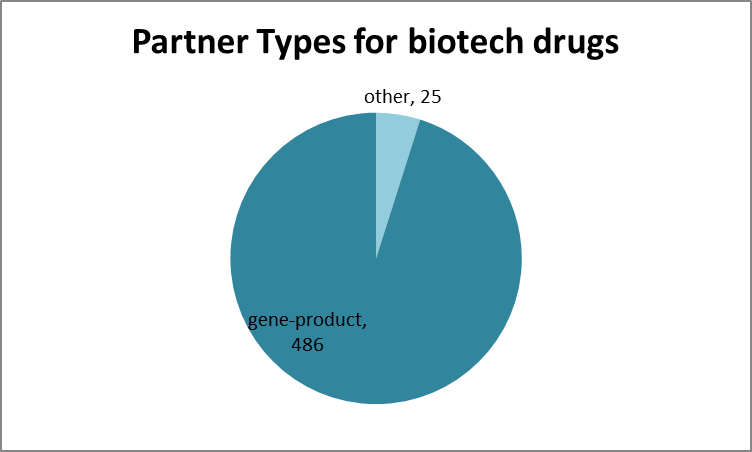 Partner Types for biotech drugs
other, 25
gene-product,
486